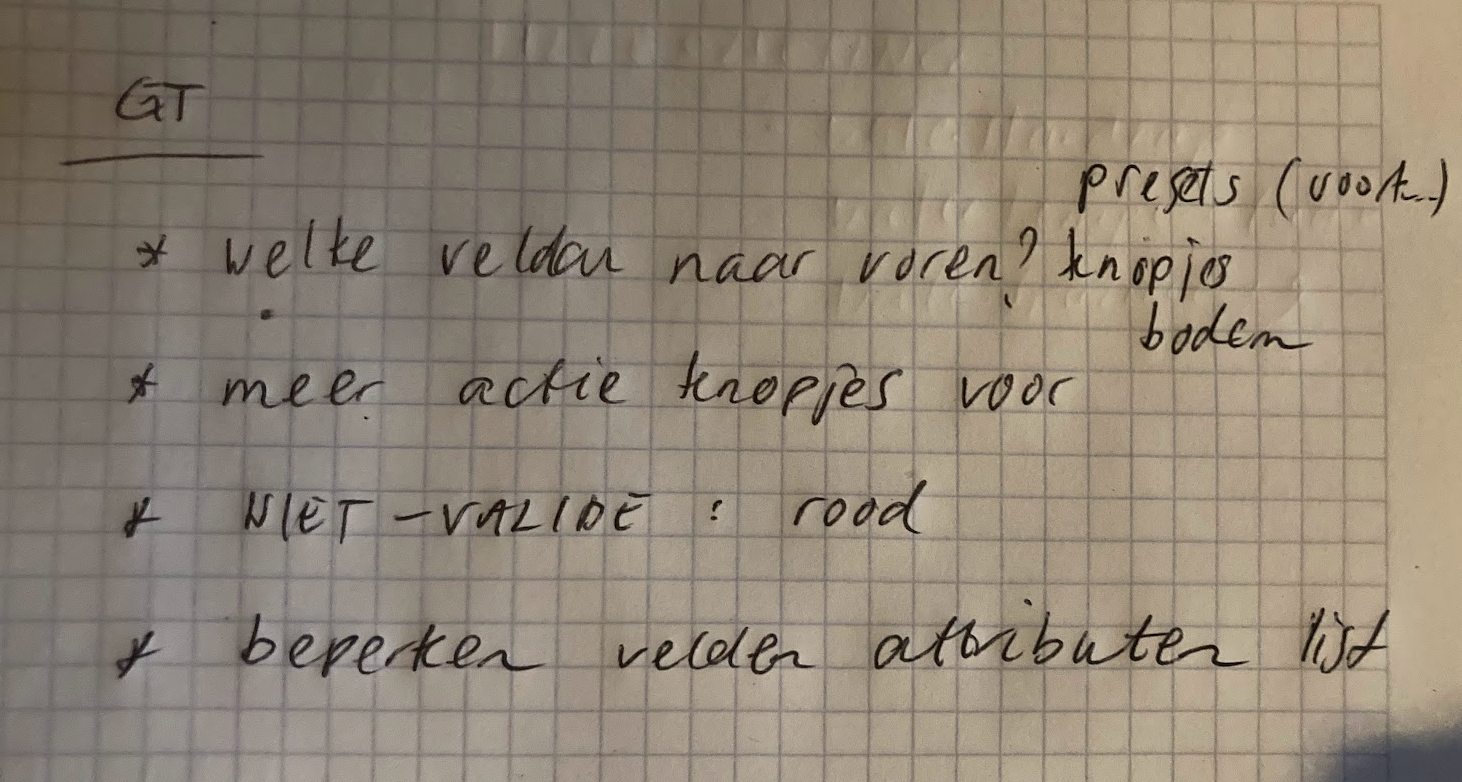 GT
presets (voork..)
* welke velden naar voren? knopjes
bodem
* meer actie knopjes voor
* NIET-VALIDE : rood
* beperken velden attributen lijst